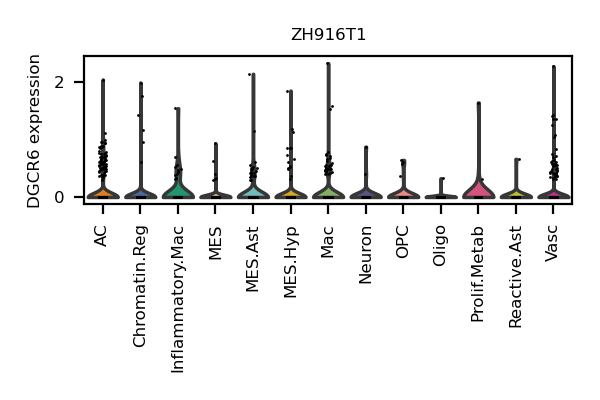 ZH916T1
DGCR6 expression
2
0
AC
Chromatin.Reg
Inflammatory.Mac
MES
MES.Ast
MES.Hyp
Mac
Neuron
OPC
Oligo
Prolif.Metab
Reactive.Ast
Vasc